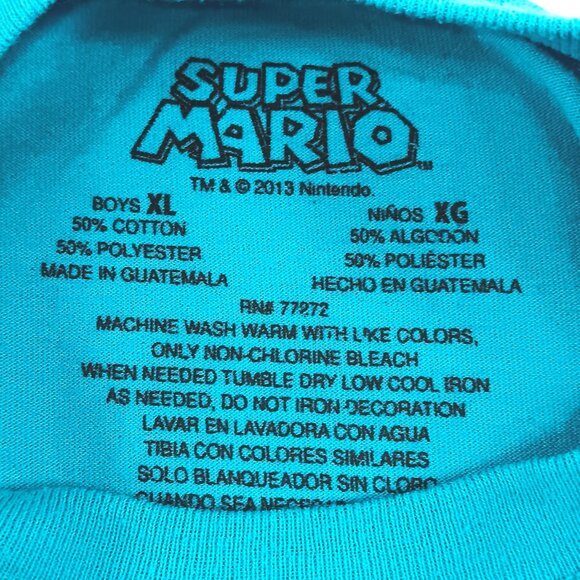 SUPER
MARIO™
TM & © 2013 Nintendo.
BOYS XL
50% COTTON
50% POLYESTER
MADE IN GUATEMALA
NIÑOS XG
50% ALGODON
50% POLIÉSTER
HECHO EN GUATEMALA
RN# 77272
MACHINE WASH WARM WITH LIKE COLORS,
ONLY NON-CHLORINE BLEACH
WHEN NEEDED TUMBLE DRY LOW COOL IRON
AS NEEDED, DO NOT IRON DECORATION
LAVAR EN LAVADORA CON AGUA
TIBIA CON COLORES SIMILARES
SOLO BLANQUEADOR SIN CLORO
CUANDO SEA